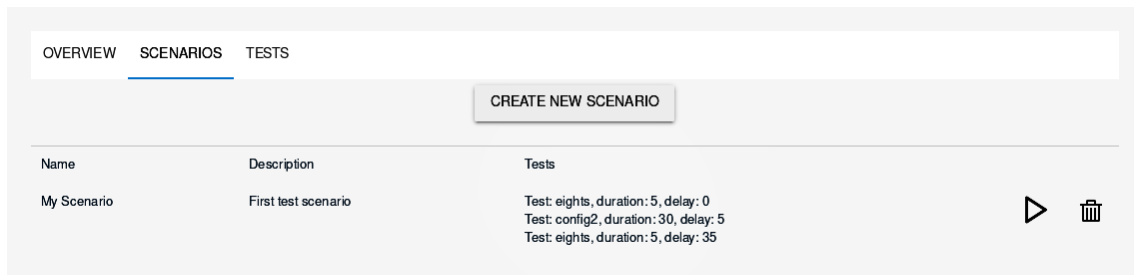 OVERVIEW SCENARIOS TESTS
CREATE NEW SCENARIO
Name Description Tests
My Scenario First test scenario Test: eights, duration: 5, delay: 0
Test: config2, duration: 30, delay: 5
Test: eights, duration: 5, delay: 35